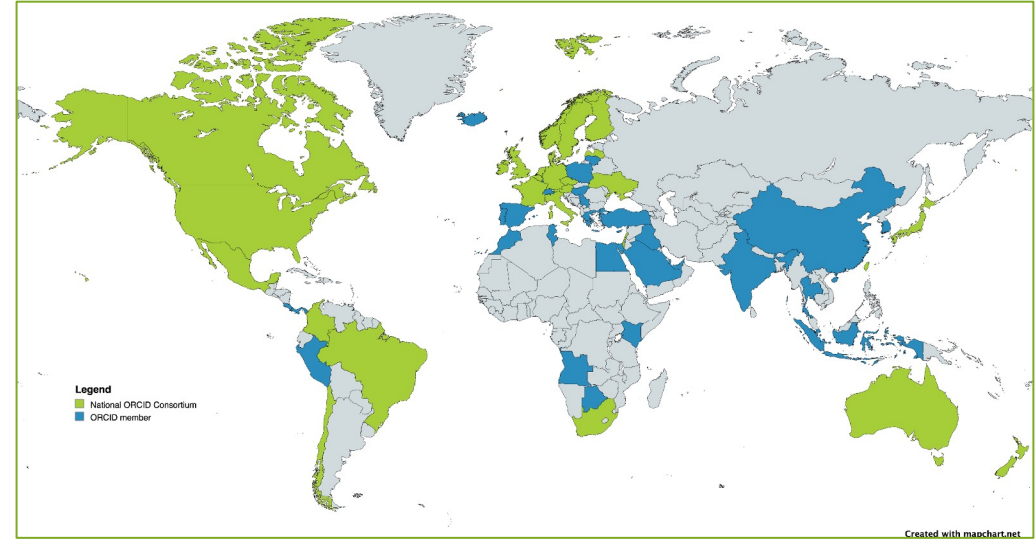 Legend
National ORCID Consortium
ORCID member
Created with mapchart.net